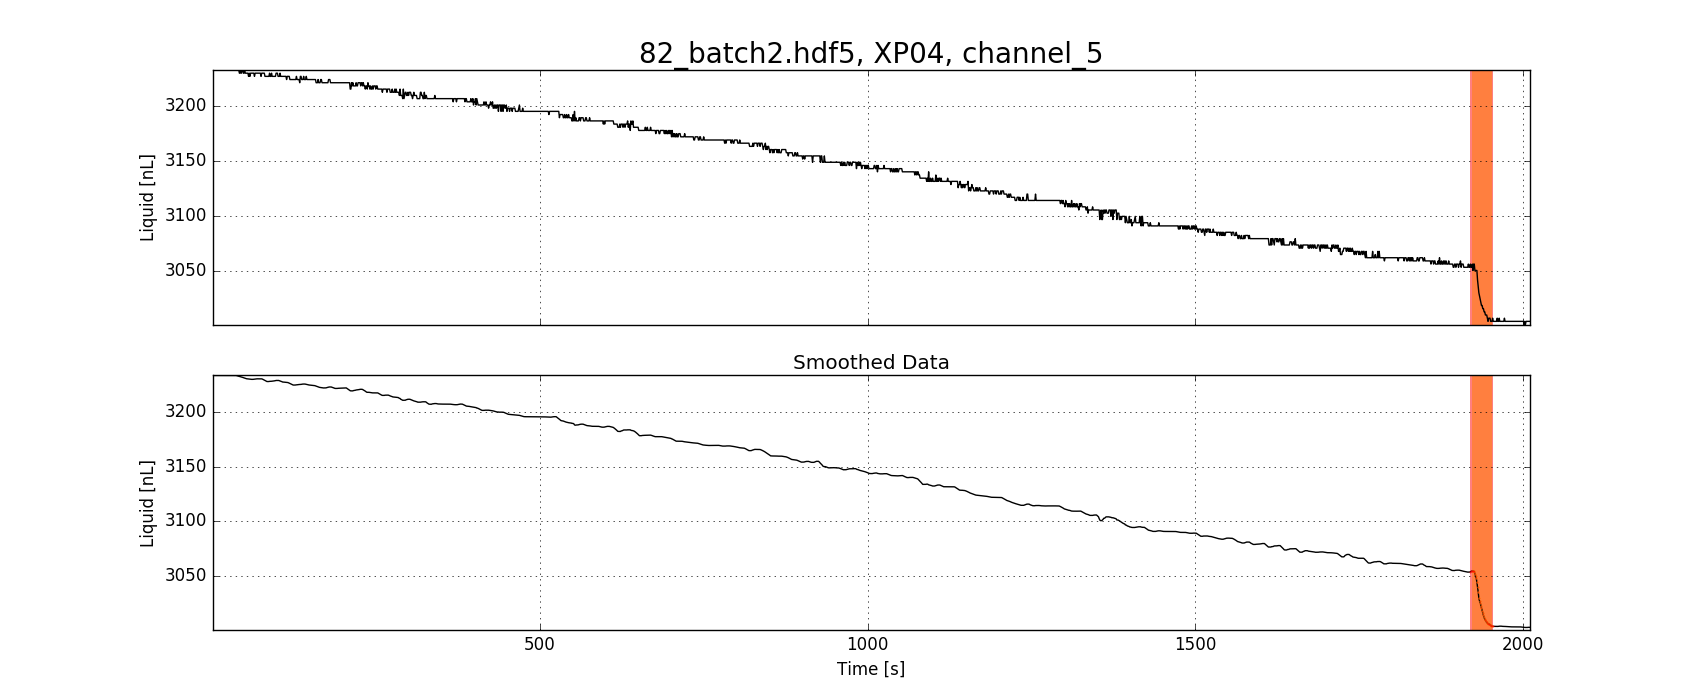 82_batch2.hdf5, XP04, channel_5
3200
3150
3100
3050
Liquid [nL]
Smoothed Data
3200
3150
3100
3050
Liquid [nL]
500
1000
1500
2000
Time [s]